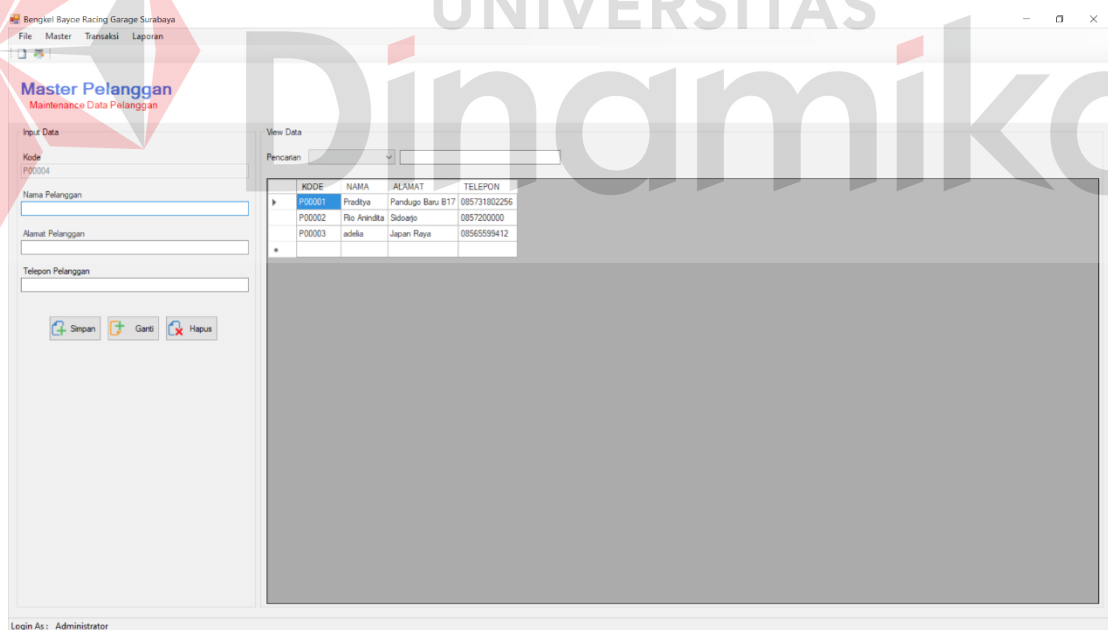 UNIVERSITAS
Dinamika
Bengkel Bayoe Racing Garage Surabaya
File Master Transaksi Laporan
Master Pelanggan
Maintenance Data Pelanggan
Input Data
Kode
P00004
Nama Pelanggan
Alamat Pelanggan
Telepon Pelanggan
Simpan Ganti Hapus
View Data
Pencarian
KODE NAMA ALAMAT TELEPON
P00001 Praditya Pandugo Baru B17 085731802256
P00002 Rio Anindita Sidoarjo 0857200000
P00003 adelia Japan Raya 08565599412
Login As : Administrator